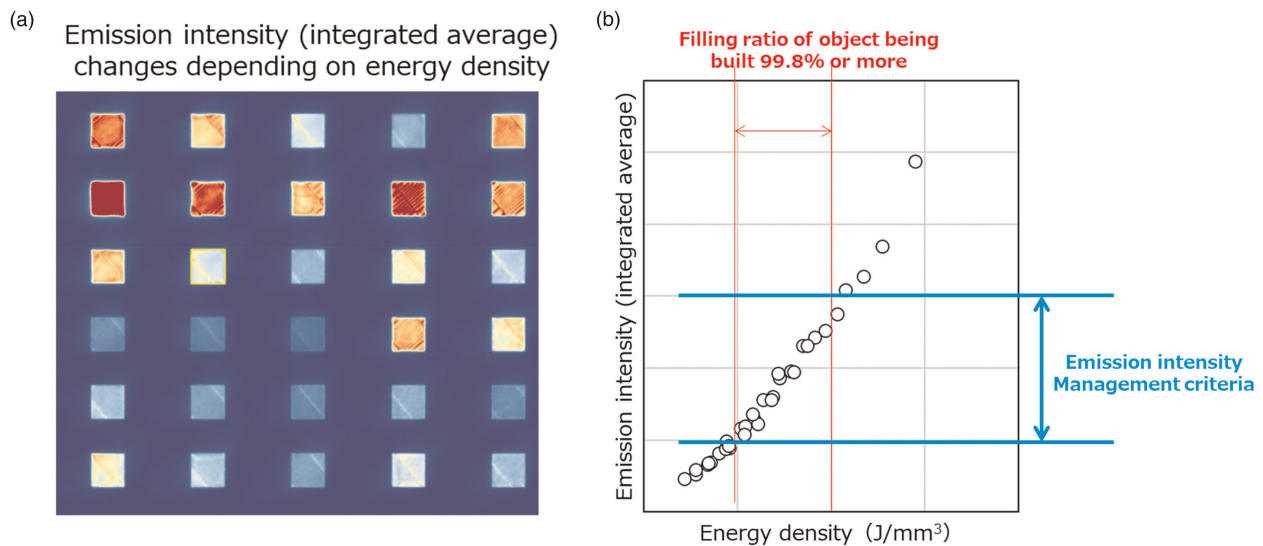 (a)
Emission intensity (integrated average)
changes depending on energy density
(b)
Filling ratio of object being
built 99.8% or more
Emission intensity (integrated average)
Emission intensity
Management criteria
Energy density (J/mm³)